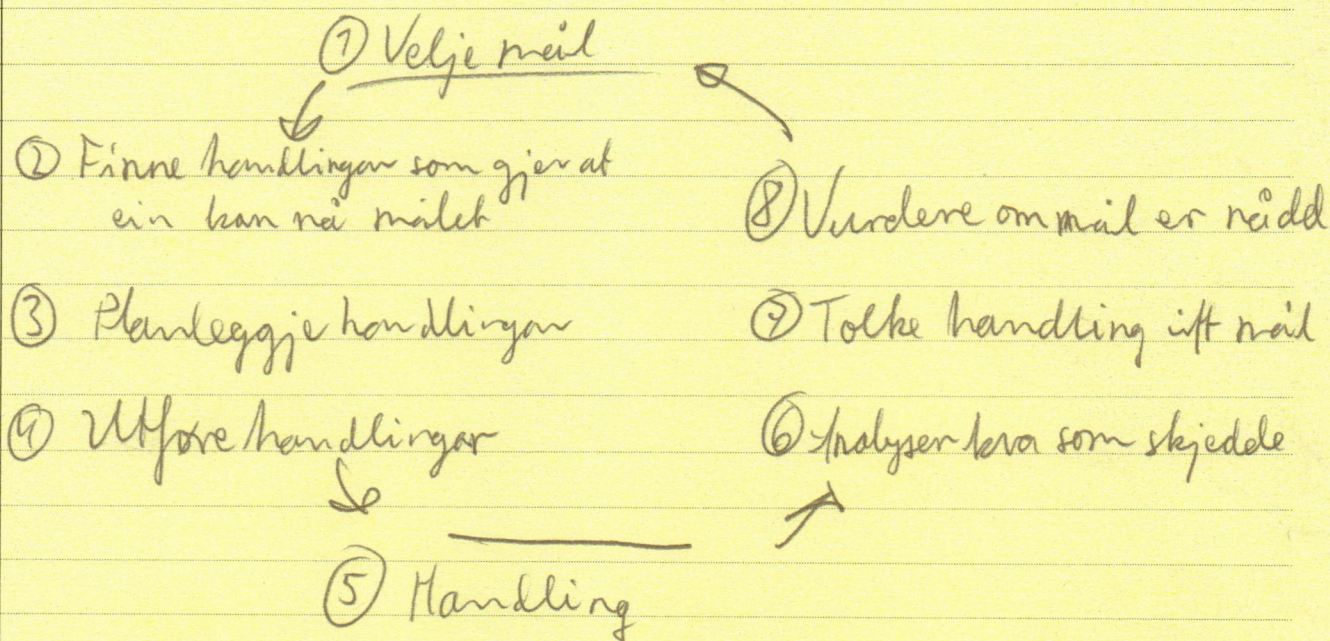 ① Velje mål
② Finne handlingar som gjer at
ein kan nå målet
③ Planleggje handlingar
④ Utføre handlingar
⑤ Handling
⑥ Analyser kva som skjedde
⑦ Tolke handling ift mål
⑧ Vurdere om mål er nådd